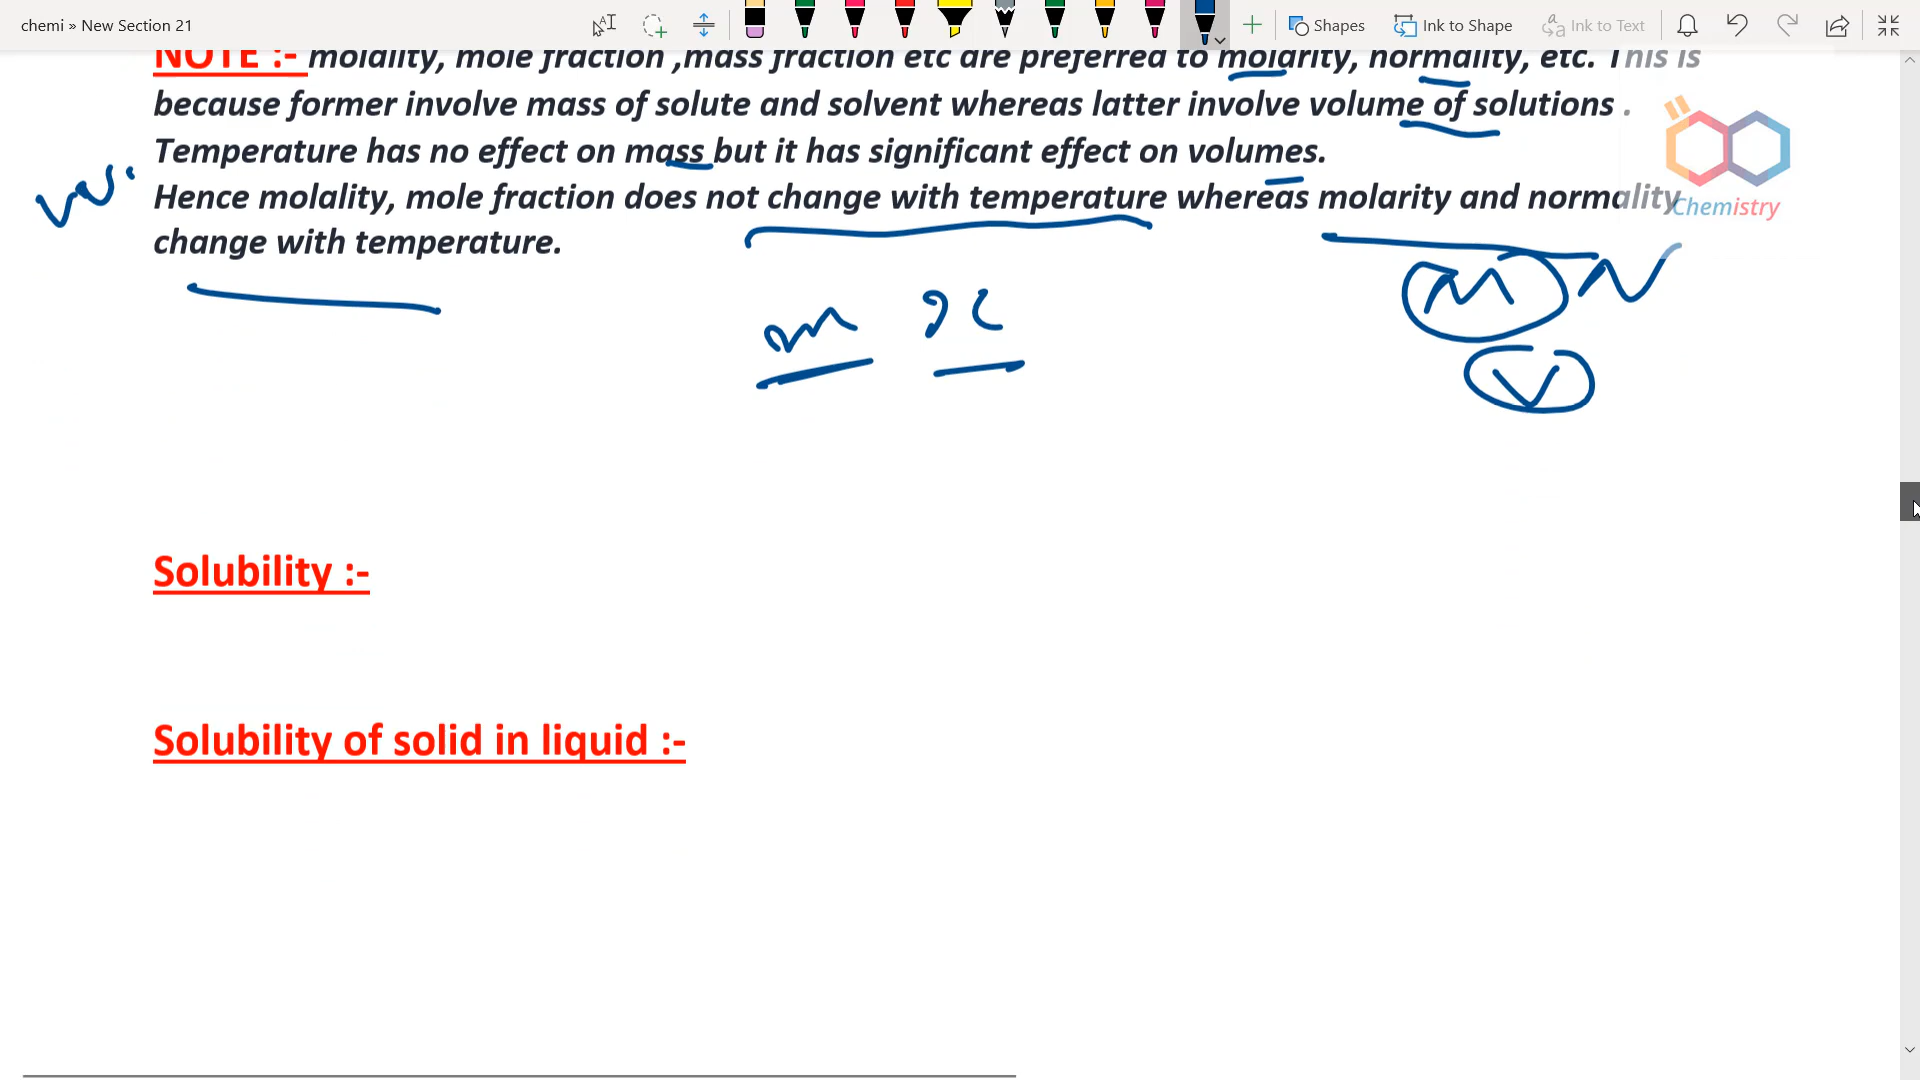 chemi » New Section 21
Shapes
Ink to Shape
Ink to Text
NOTE :- molality, mole fraction ,mass fraction etc are preferred to molarity, normality, etc. This is
because former involve mass of solute and solvent whereas latter involve volume of solutions .
Temperature has no effect on mass but it has significant effect on volumes.
Hence molality, mole fraction does not change with temperature whereas molarity and normality
change with temperature.
Chemistry
m x
M N
V
Solubility :-
Solubility of solid in liquid :-